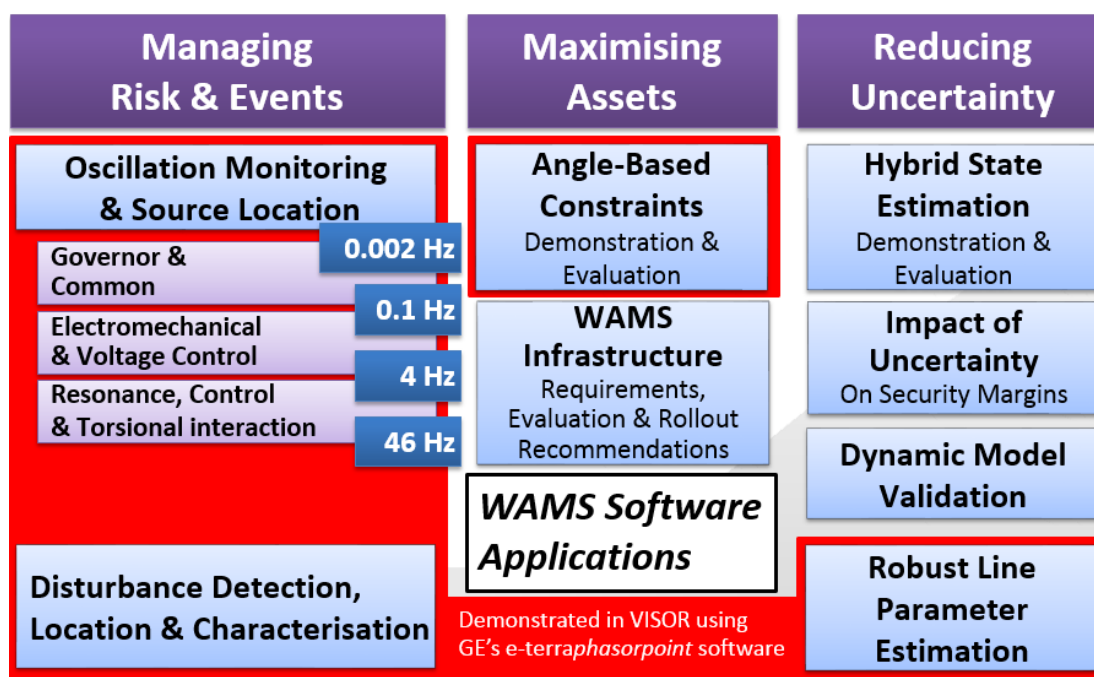 Managing
Risk & Events
Maximising
Assets
Reducing
Uncertainty
Oscillation Monitoring
& Source Location
Governor &
Common
0.002 Hz
0.1 Hz
Electromechanical
& Voltage Control
4 Hz
Resonance, Control
& Torsional interaction
46 Hz
Disturbance Detection,
Location & Characterisation
Angle-Based
Constraints
Demonstration &
Evaluation
WAMS
Infrastructure
Requirements,
Evaluation & Rollout
Recommendations
WAMS Software
Applications
Demonstrated in VISOR using
GE's e-terraphasorpoint software
Hybrid State
Estimation
Demonstration &
Evaluation
Impact of
Uncertainty
On Security Margins
Dynamic Model
Validation
Robust Line
Parameter
Estimation